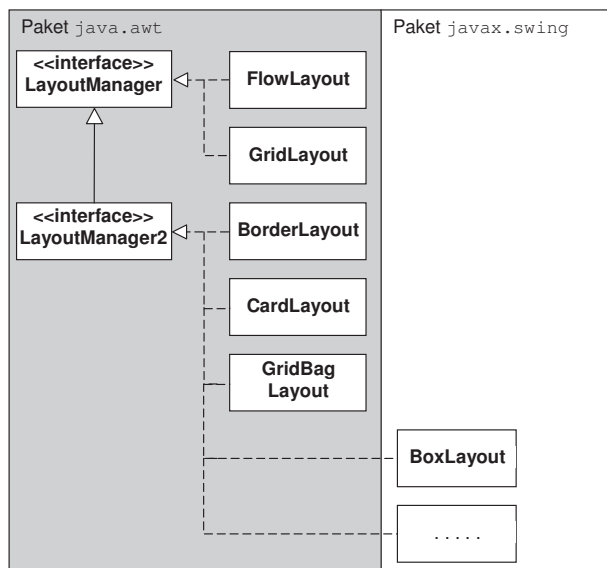 Paket java.awt
Paket javax.swing
<<interface>>
LayoutManager
FlowLayout
GridLayout
<<interface>>
LayoutManager2
BorderLayout
CardLayout
GridBag
Layout
BoxLayout
.....